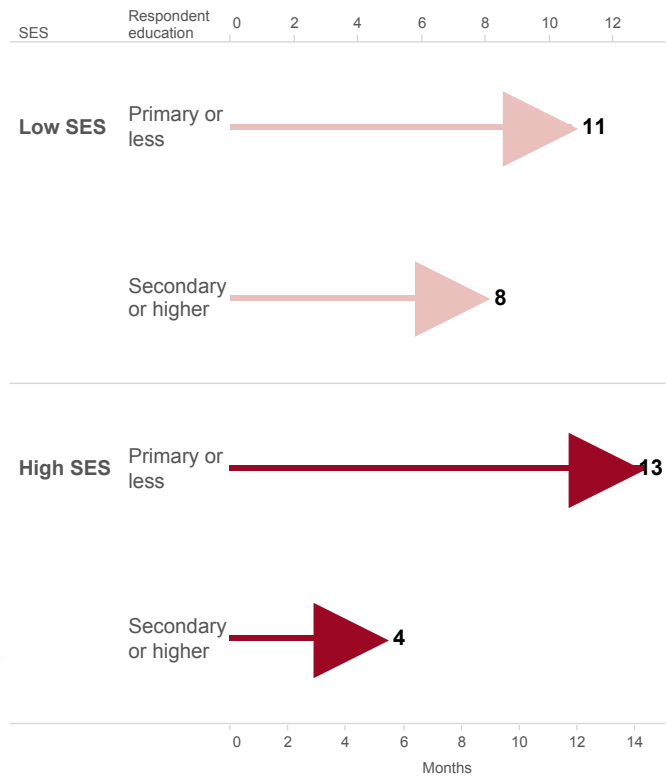 SES
Respondent
education
0 2 4 6 8 10 12
Low SES
Primary or
less
11
Secondary
or higher
8
High SES
Primary or
less
13
Secondary
or higher
4
0 2 4 6 8 10 12 14
Months